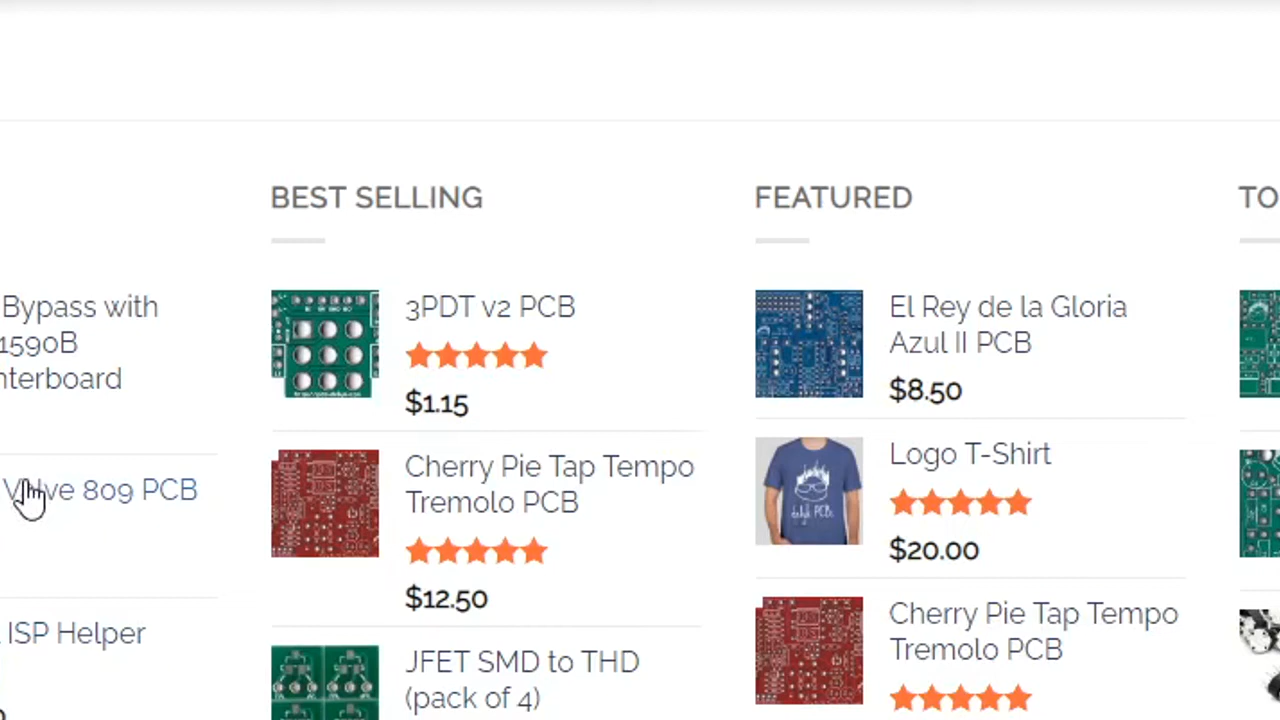 BEST SELLING
FEATURED
TO
Bypass with
1590B
nterboard
809 PCB
ISP Helper
3PDT v2 PCB
$1.15
Cherry Pie Tap Tempo
Tremolo PCB
$12.50
JFET SMD to THD
(pack of 4)
El Rey de la Gloria
Azul II PCB
$8.50
Logo T-Shirt
$20.00
Cherry Pie Tap Tempo
Tremolo PCB